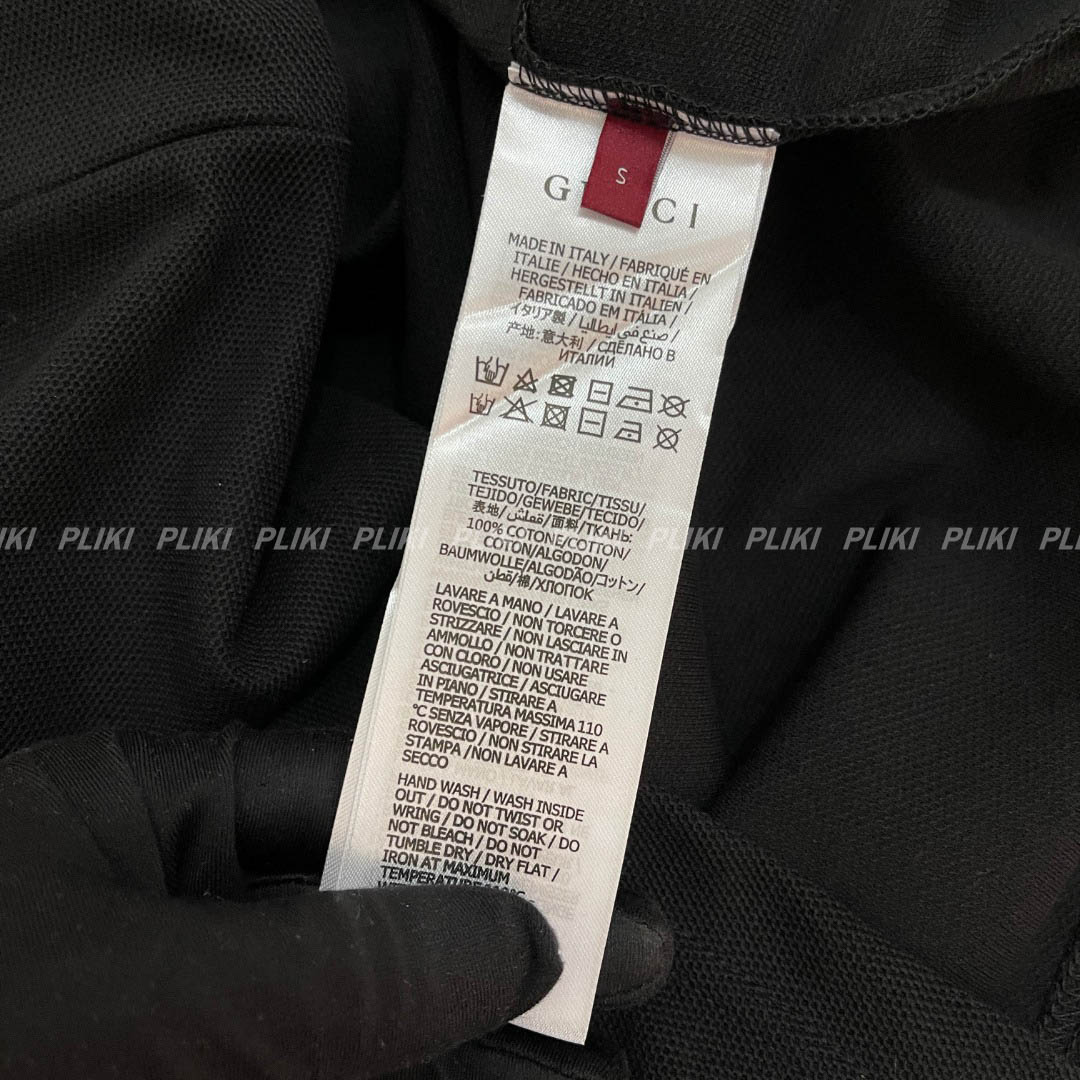 S
GUCCI
MADE IN ITALY / FABRIQUÉ EN
ITALIE / HECHO EN ITALIA /
HERGESTELLT IN ITALIEN /
FABRICADO EM ITÁLIA /
イタリア製 / صنع في إيطاليا /
产地: 意大利 / СДЕЛАНО В
ИТАЛИИ
TESSUTO/FABRIC/TISSU/
TEJIDO/GEWEBE/TECIDO/
表地/قماش/面料/ТКАНЬ:
PLIKI PLIKI PLIKI PLIKI PLIKI PLIKI PLIKI
100% COTONE/COTTON/
COTON/ALGODON/
BAUMWOLLE/ALGODÃO/コットン/
قطن/棉/ХЛОПОК
LAVARE A MANO / LAVARE A
ROVESCIO / NON TORCERE O
STRIZZARE / NON LASCIARE IN
AMMOLLO / NON TRATTARE
CON CLORO / NON USARE
ASCIUGATRICE / ASCIUGARE
IN PIANO / STIRARE A
TEMPERATURA MASSIMA 110
°C SENZA VAPORE / STIRARE A
ROVESCIO / NON STIRARE LA
STAMPA /NON LAVARE A
SECCO
HAND WASH / WASH INSIDE
OUT / DO NOT TWIST OR
WRING / DO NOT SOAK / DO
NOT BLEACH / DO NOT
TUMBLE DRY / DRY FLAT /
IRON AT MAXIMUM
TEMPERATURE